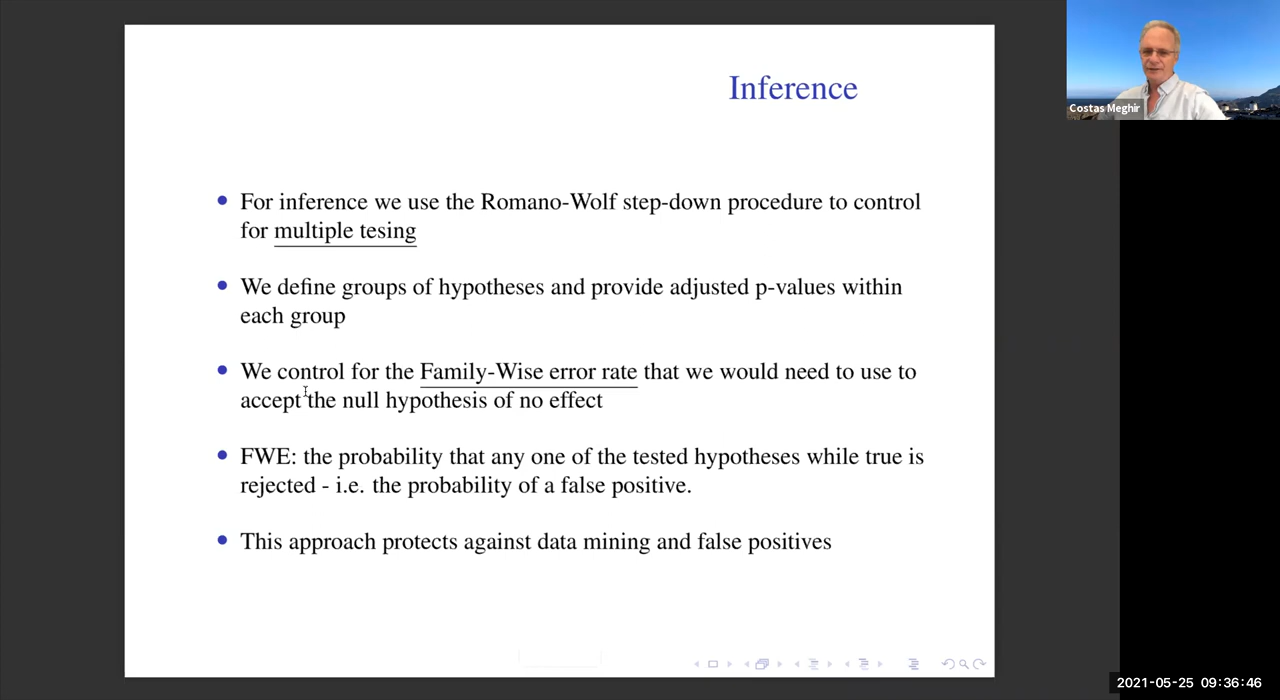 Inference
For inference we use the Romano-Wolf step-down procedure to control
for multiple tesing
We define groups of hypotheses and provide adjusted p-values within
each group
We control for the Family-Wise error rate that we would need to use to
accept the null hypothesis of no effect
FWE: the probability that any one of the tested hypotheses while true is
rejected - i.e. the probability of a false positive.
This approach protects against data mining and false positives
Costas Meghir
2021-05-25 09:36:46